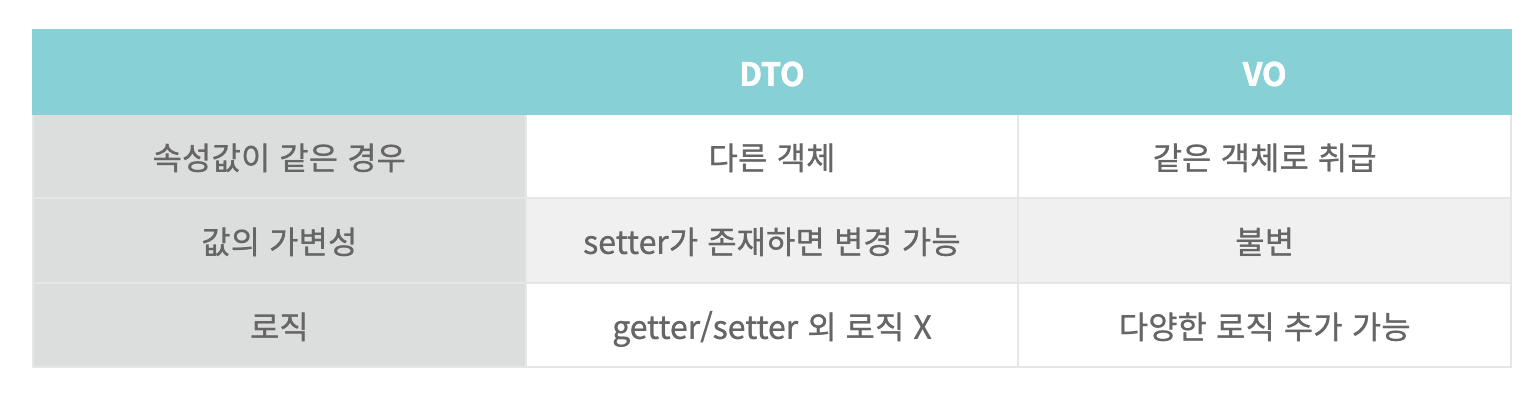 DTO VO
속성값이 같은 경우 다른 객체 같은 객체로 취급
값의 가변성 setter가 존재하면 변경 가능 불변
로직 getter/setter 외 로직 X 다양한 로직 추가 가능